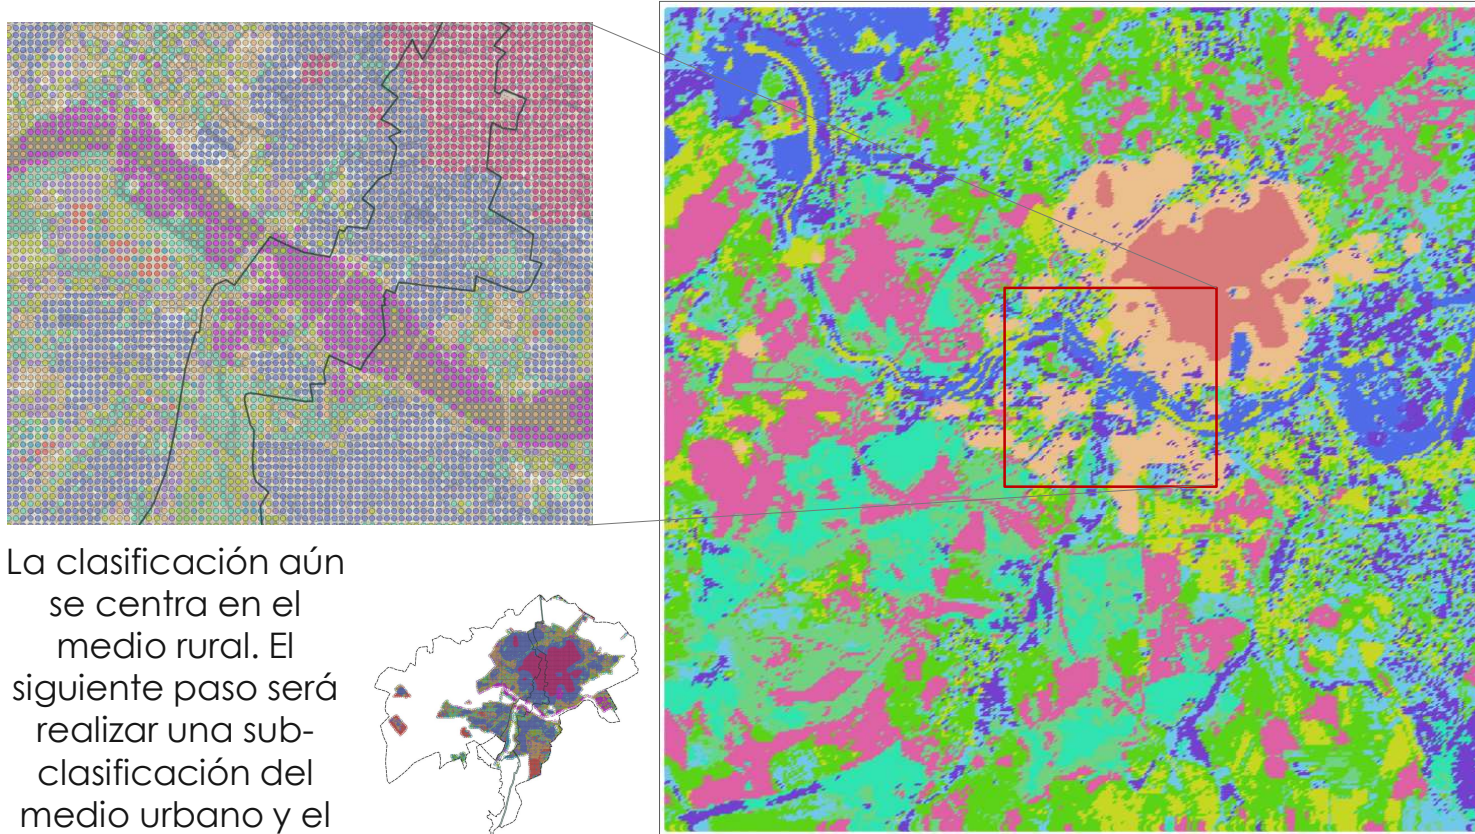 La clasificación aún
se centra en el
medio rural. El
siguiente paso será
realizar una sub-
clasificación del
medio urbano y el